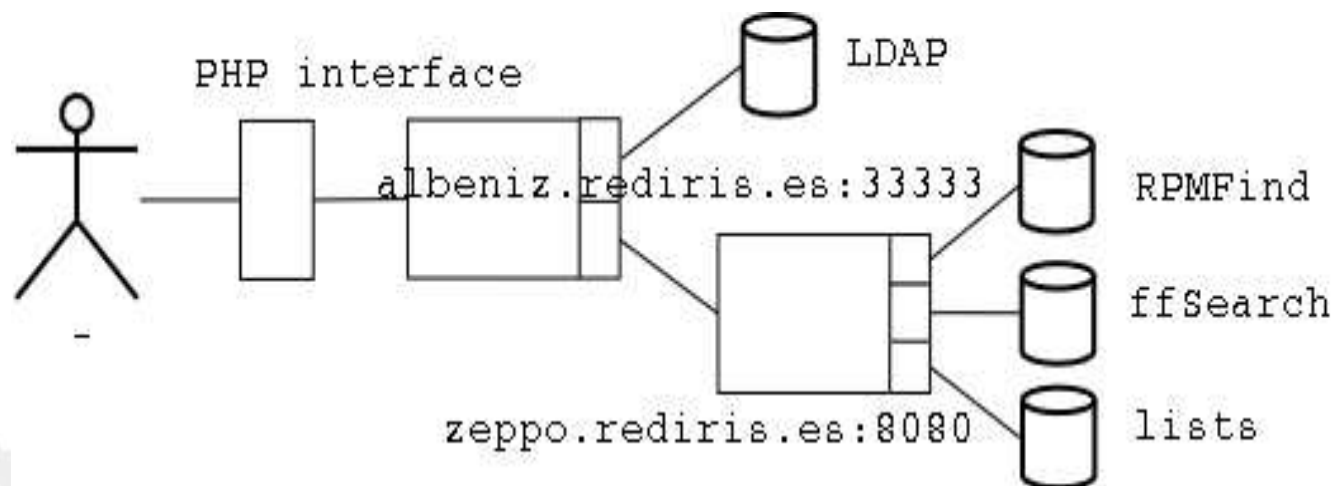 PHP interface
LDAP
albeniz.rediris.es:33333
RPMFind
ffSearch
zeppo.rediris.es:8080
lists
-